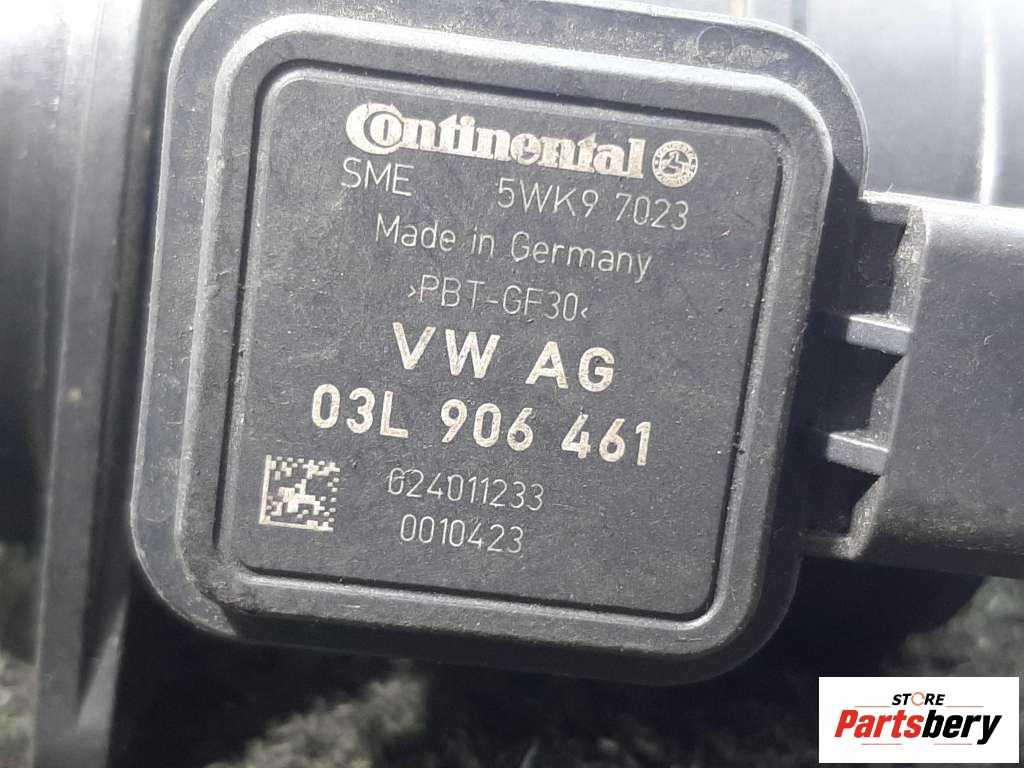 Continental
SME 5WK9 7023
Made in Germany
›PBT-GF30‹
VW AG
03L 906 461
624011233
0010423
STORE
Partsbery